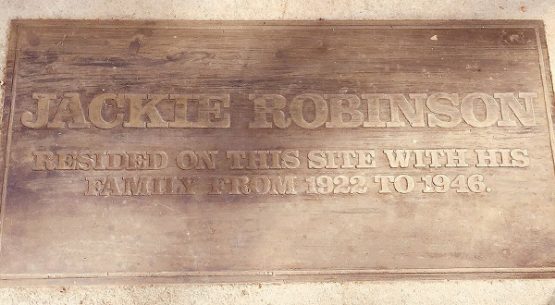 JACKIE ROBINSON
RESIDED ON THIS SITE WITH HIS
FAMILY FROM 1922 TO 1946.